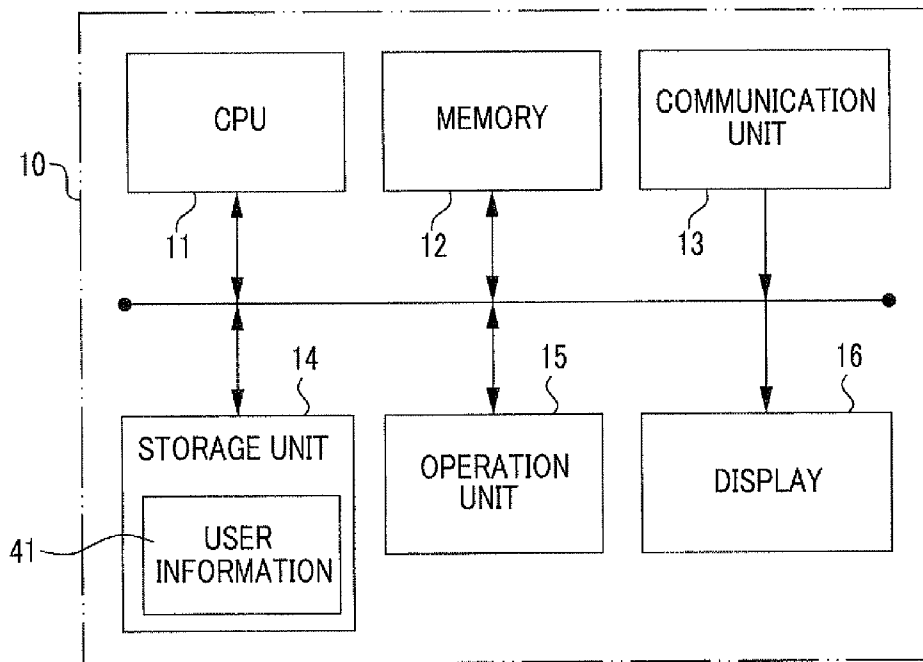 CPU
MEMORY
COMMUNICATION
UNIT
10
11
12
13
14
15
16
STORAGE UNIT
OPERATION
UNIT
DISPLAY
41
USER
INFORMATION